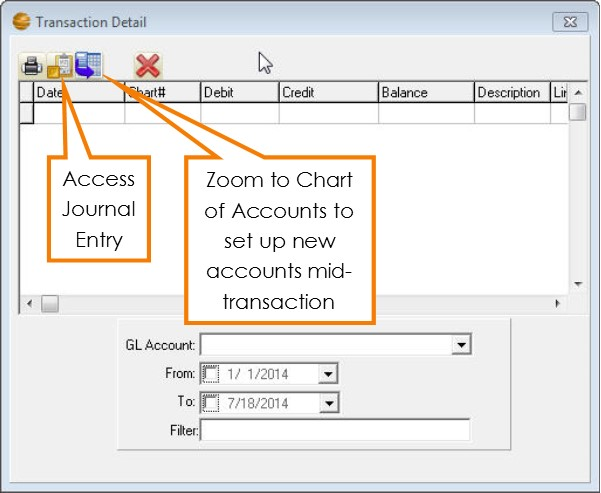 Transaction Detail
Date Chart# Debit Credit Balance Description
Access
Journal
Entry
Zoom to Chart
of Accounts to
set up new
accounts mid-
transaction
GL Account:
From: 1/ 1/2014
To: 7/18/2014
Filter: